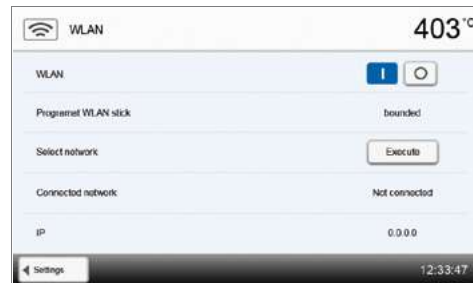 WLAN 403°C
WLAN I O
Programet WLAN stick bounded
Select network Execute
Connected network Not connected
IP 0.0.0.0
Settings 12:33:47